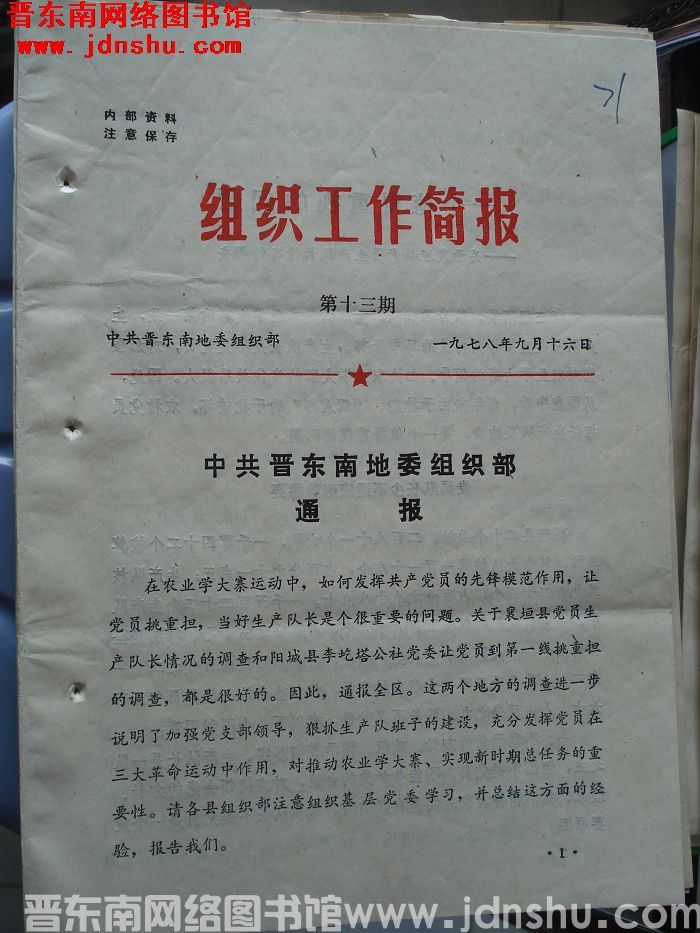 晋东南网络图书馆
www.jdnshu.com
内部资料
注意保存
组织工作简报
第十三期
中共晋东南地委组织部 一九七八年九月十六日
中共晋东南地委组织部
通 报
在农业学大寨运动中，如何发挥共产党员的先锋模范作用，让
党员挑重担，当好生产队长是个很重要的问题。关于襄垣县党员生
产队长情况的调查和阳城县李屹塔公社党委让党员到第一线挑重担
的调查，都是很好的。因此，通报全区。这两个地方的调查进一步
说明了加强党支部领导，狠抓生产队班子的建设，充分发挥党员在
三大革命运动中作用，对推动农业学大寨、实现新时期总任务的重
要性。请各县组织部注意组织基层党委学习，并总结这方面的经
验，报告我们。
·1·
晋东南网络图书馆www.jdnshu.com